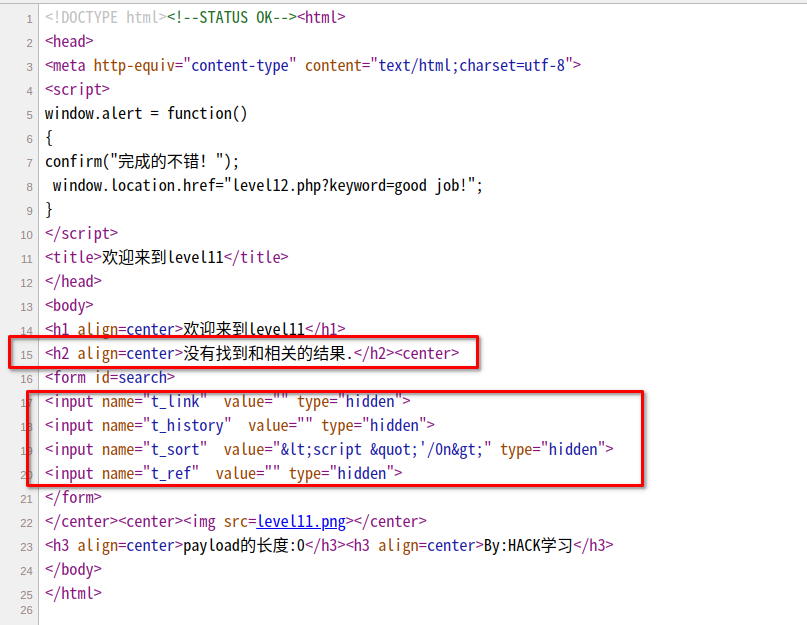 1 <!DOCTYPE html><!--STATUS OK--><html>
2 <head>
3 <meta http-equiv="content-type" content="text/html;charset=utf-8">
4 <script>
5 window.alert = function()
6 {
7 confirm("完成的不错！");
8  window.location.href="level12.php?keyword=good job!";
9 }
10 </script>
11 <title>欢迎来到level11</title>
12 </head>
13 <body>
14 <h1 align=center>欢迎来到level11</h1>
15 <h2 align=center>没有找到和相关的结果.</h2><center>
16 <form id=search>
17 <input name="t_link"  value="" type="hidden">
18 <input name="t_history"  value="" type="hidden">
19 <input name="t_sort"  value="&lt;script &quot;'/On&gt;" type="hidden">
20 <input name="t_ref"  value="" type="hidden">
21 </form>
22 </center><center><img src=level11.png></center>
23 <h3 align=center>payload的长度:0</h3><h3 align=center>By:HACK学习</h3>
24 </body>
25 </html>
26